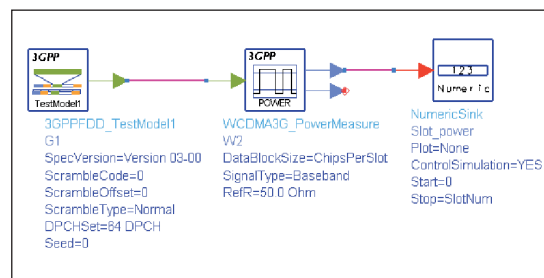 3GPP
TestModel1
3GPPFDD_TestModel1
G1
SpecVersion=Version 03-00
ScrambleCode=0
ScrambleOffset=0
ScrambleType=Normal
DPCHSet=64 DPCH
Seed=0
3GPP
POWER
WCDMA3G_PowerMeasure
W2
DataBlockSize=ChipsPerSlot
SignalType=Baseband
RefR=50.0 Ohm
123
Numeric
NumericSink
Slot_power
Plot=None
ControlSimulation=YES
Start=0
Stop=SlotNum